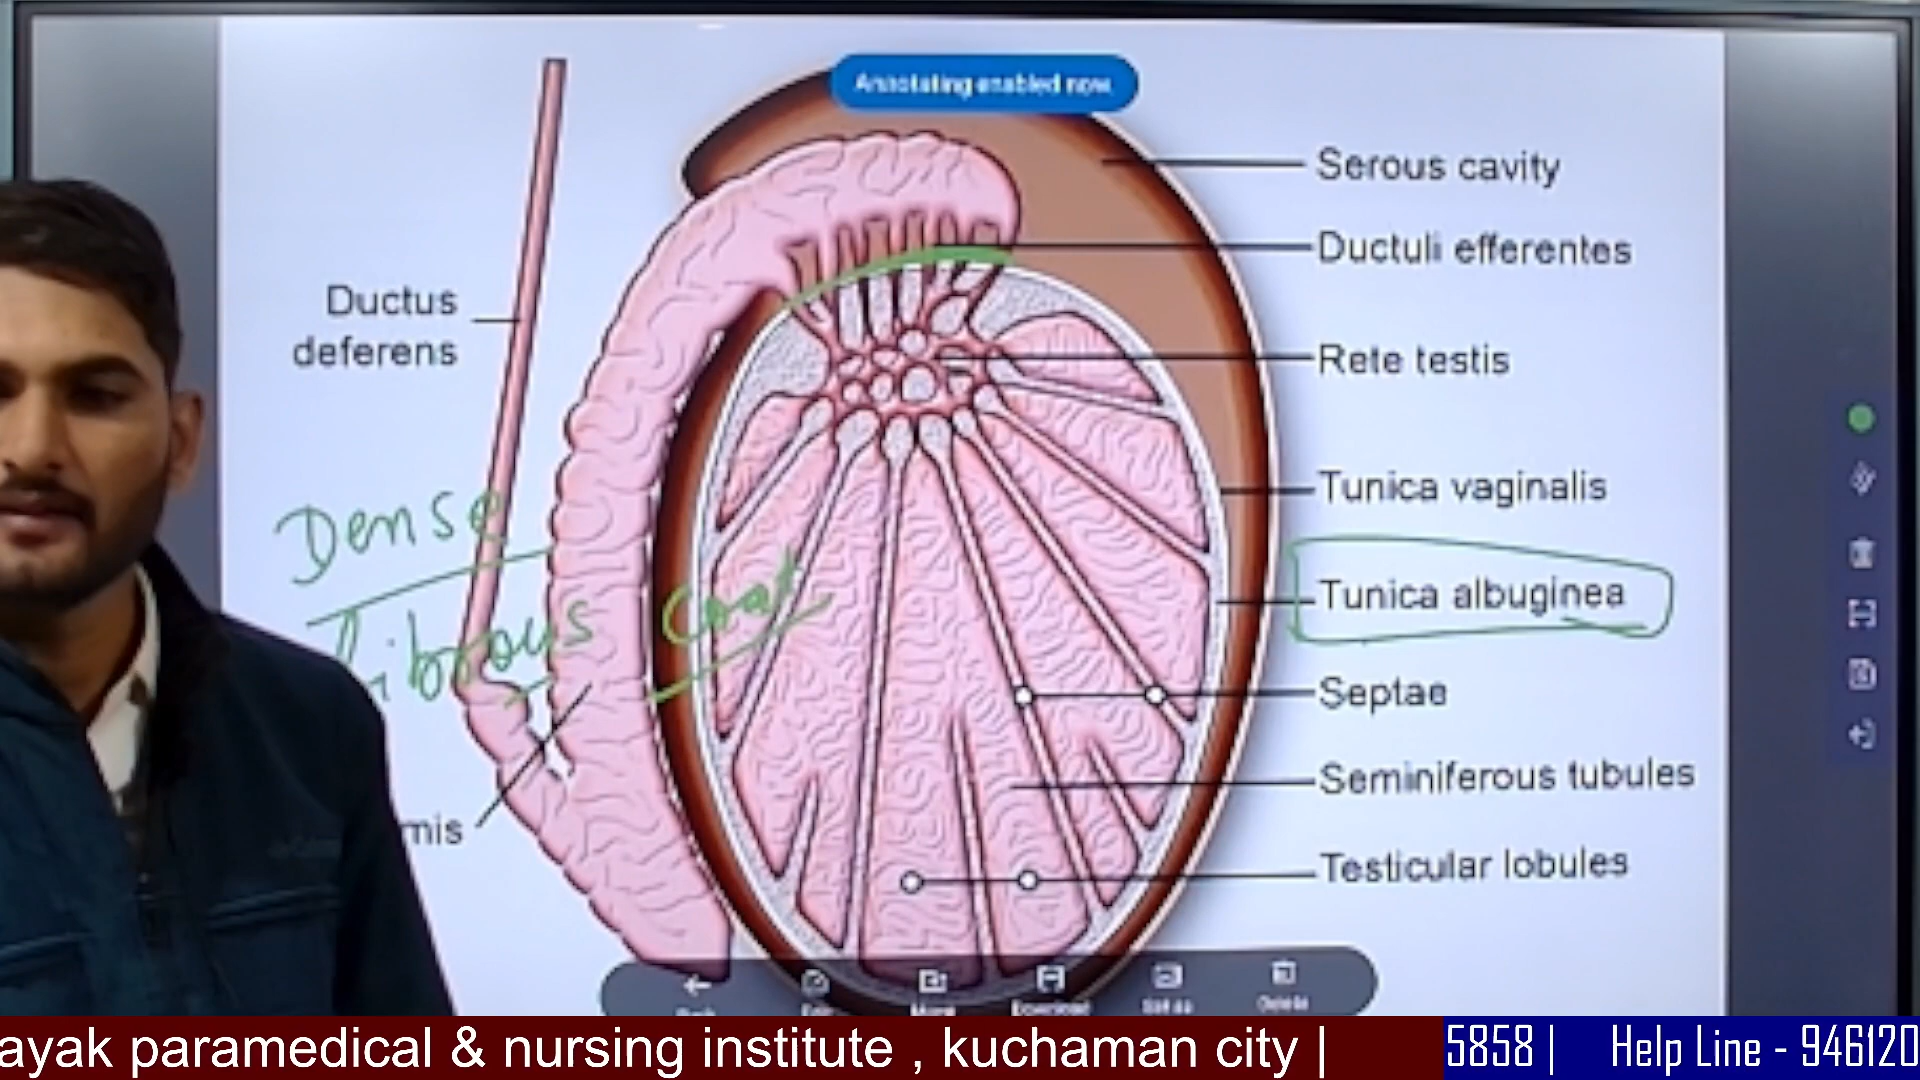 Annotating enabled now
Serous cavity
Ductuli efferentes
Ductus
deferens
Rete testis
Tunica vaginalis
Dense
fibrous coat
Tunica albuginea
Septae
Seminiferous tubules
mis
Testicular lobules
Delete
ayak paramedical & nursing institute , kuchaman city |
5858 | Help Line - 946120